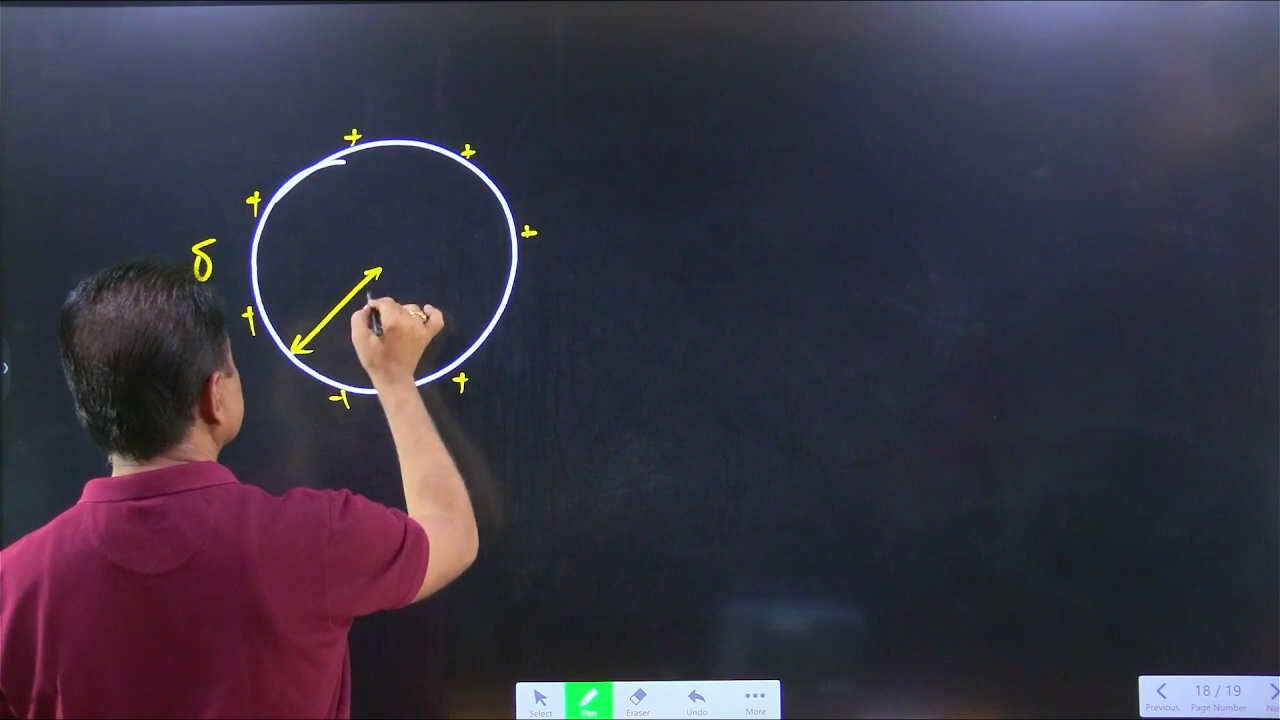 + +
+ +
δ
+
+ +
Select Pen Eraser Undo More
18 / 19
Previous Page Number